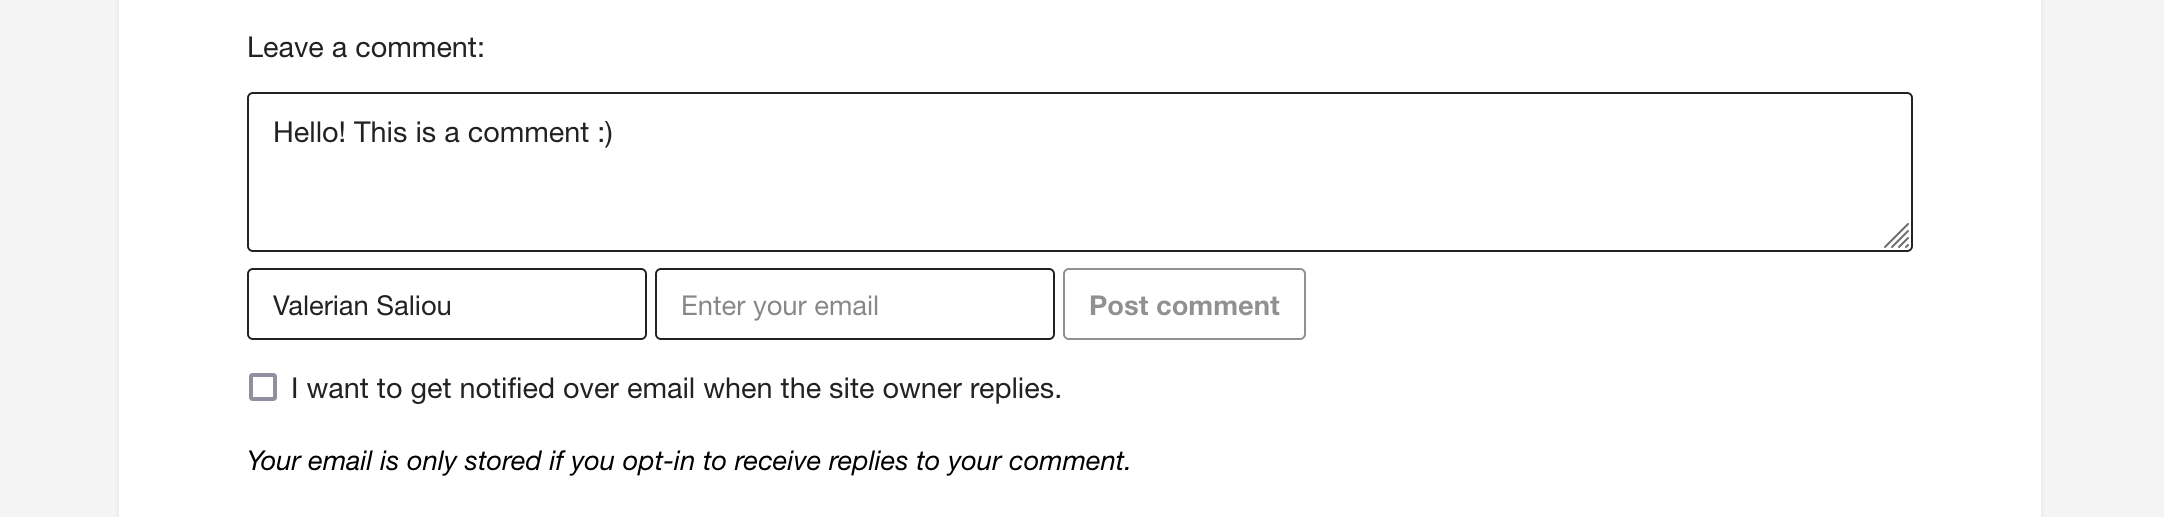 Leave a comment:
Hello! This is a comment :)
Valerian Saliou
Enter your email
Post comment
I want to get notified over email when the site owner replies.
Your email is only stored if you opt-in to receive replies to your comment.